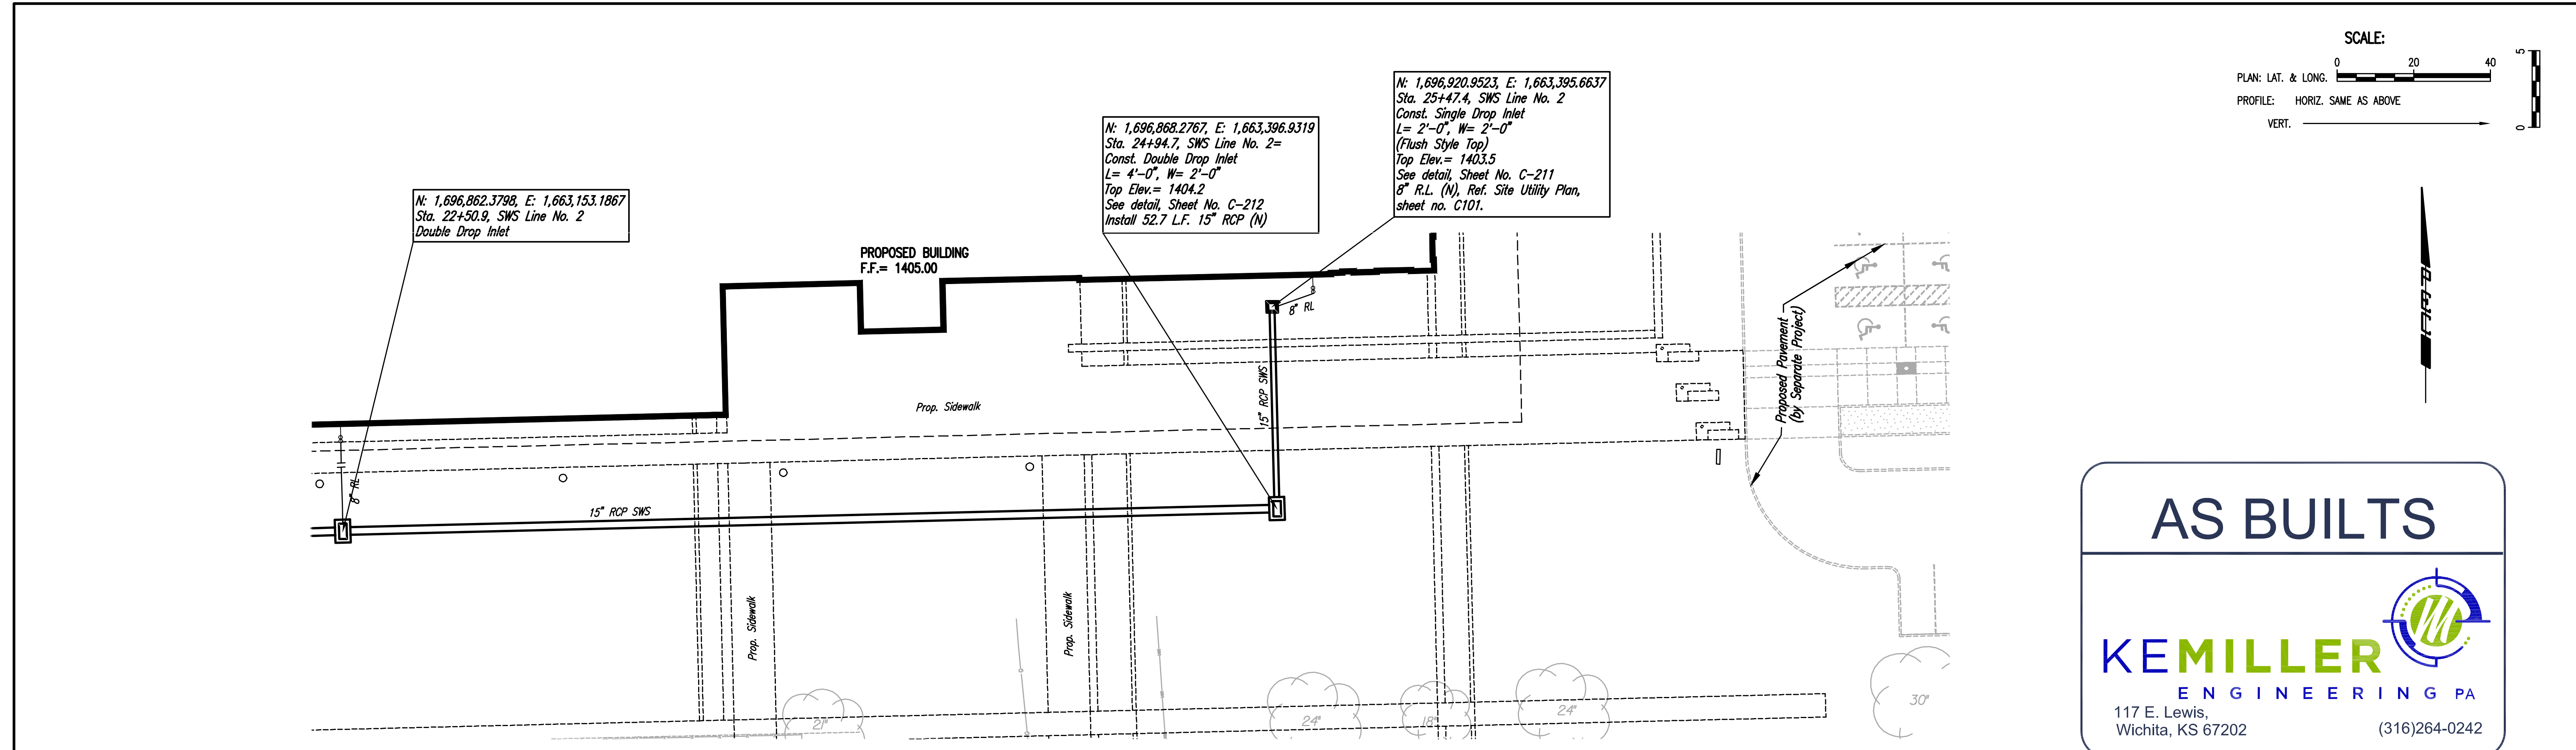 SCALE:
0 20 40
PLAN: LAT. & LONG.
PROFILE: HORIZ. SAME AS ABOVE
VERT.
5
0
N: 1,696,920.9523, E: 1,663,395.6637
Sta. 25+47.4, SWS Line No. 2
Const. Single Drop Inlet
L= 2'-0", W= 2'-0"
(Flush Style Top)
Top Elev.= 1403.5
See detail, Sheet No. C-211
8" R.L. (N), Ref. Site Utility Plan,
sheet no. C101.
N: 1,696,868.2767, E: 1,663,396.9319
Sta. 24+94.7, SWS Line No. 2=
Const. Double Drop Inlet
L= 4'-0", W= 2'-0"
Top Elev.= 1404.2
See detail, Sheet No. C-212
Install 52.7 L.F. 15" RCP (N)
N: 1,696,862.3798, E: 1,663,153.1867
Sta. 22+50.9, SWS Line No. 2
Double Drop Inlet
PROPOSED BUILDING
F.F.= 1405.00
8
8" RL
15" RCP SWS
Prop. Sidewalk
Proposed Pavement
(by Separate Project)
8" RL
15" RCP SWS
Prop. Sidewalk
Prop. Sidewalk
21"
24"
18"
24"
30"
AS BUILTS
KEMILLER
ENGINEERING PA
117 E. Lewis,
Wichita, KS 67202
(316)264-0242